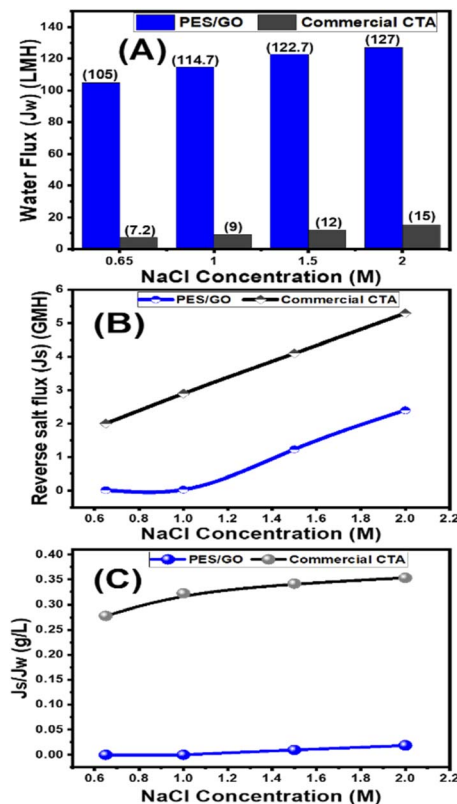 PES/GO Commercial CTA
(A)
Water Flux (Jw) (LMH)
140
120
100
80
60
40
20
0
(105)
(7.2)
(114.7)
(9)
(122.7)
(12)
(127)
(15)
0.65 1 1.5 2
NaCl Concentration (M)
PES/GO Commercial CTA
(B)
Reverse salt flux (Js) (GMH)
6
5
4
3
2
1
0
0.6 0.8 1.0 1.2 1.4 1.6 1.8 2.0 2.2
NaCl Concentration (M)
PES/GO Commercial CTA
(C)
Js/Jw (g/L)
0.40
0.35
0.30
0.25
0.20
0.15
0.10
0.05
0.00
0.6 0.8 1.0 1.2 1.4 1.6 1.8 2.0 2.2
NaCl Concentration (M)